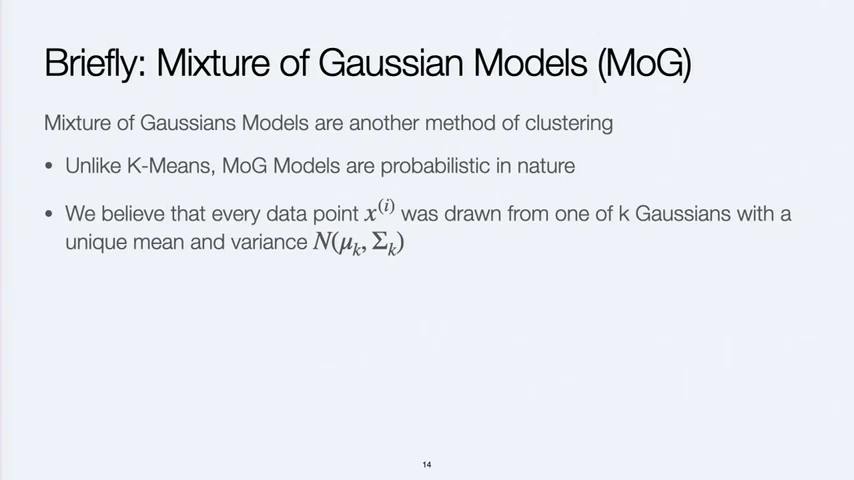 Briefly: Mixture of Gaussian Models (MoG)
Mixture of Gaussians Models are another method of clustering
• Unlike K-Means, MoG Models are probabilistic in nature
• We believe that every data point x^{(i)} was drawn from one of k Gaussians with a
unique mean and variance N(μ_k, Σ_k)
14